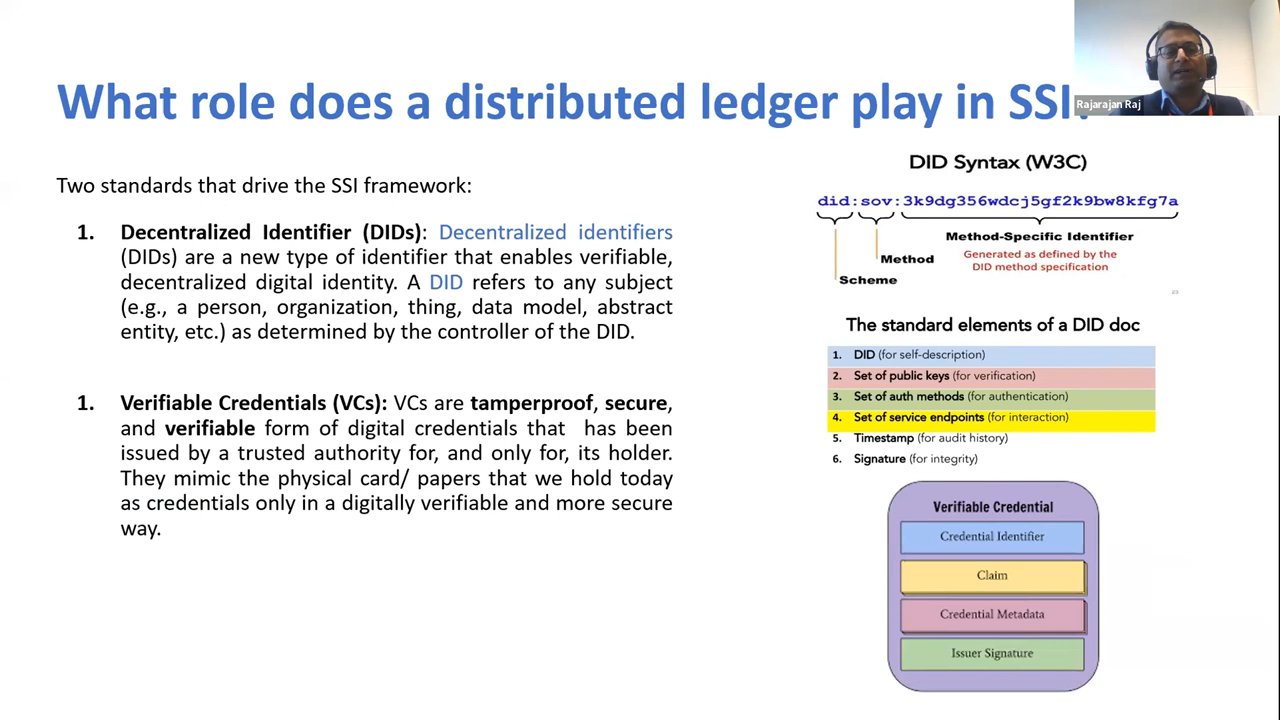 What role does a distributed ledger play in SSI
Rajarajan Raj
Two standards that drive the SSI framework:
1. Decentralized Identifier (DIDs): Decentralized identifiers
(DIDs) are a new type of identifier that enables verifiable,
decentralized digital identity. A DID refers to any subject
(e.g., a person, organization, thing, data model, abstract
entity, etc.) as determined by the controller of the DID.
1. Verifiable Credentials (VCs): VCs are tamperproof, secure,
and verifiable form of digital credentials that has been
issued by a trusted authority for, and only for, its holder.
They mimic the physical card/ papers that we hold today
as credentials only in a digitally verifiable and more secure
way.
DID Syntax (W3C)
did:sov:3k9dg356wdcj5gf2k9bw8kfg7a
Method-Specific Identifier
Generated as defined by the
DID method specification
Method
Scheme
The standard elements of a DID doc
1. DID (for self-description)
2. Set of public keys (for verification)
3. Set of auth methods (for authentication)
4. Set of service endpoints (for interaction)
5. Timestamp (for audit history)
6. Signature (for integrity)
Verifiable Credential
Credential Identifier
Claim
Credential Metadata
Issuer Signature